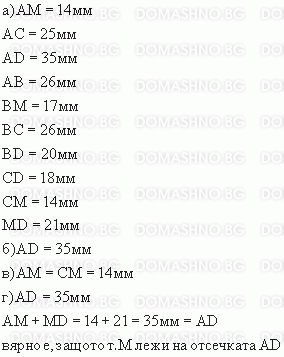 а)AM = 14мм
AC = 25мм
AD = 35мм
AB = 26мм
BM = 17мм
BC = 26мм
BD = 20мм
CD = 18мм
CM = 14мм
MD = 21мм
б)AD = 35мм
в)AM = CM = 14мм
г)AD = 35мм
AM + MD = 14 + 21 = 35мм = AD
вярное, защото т.M лежи на отсечката AD